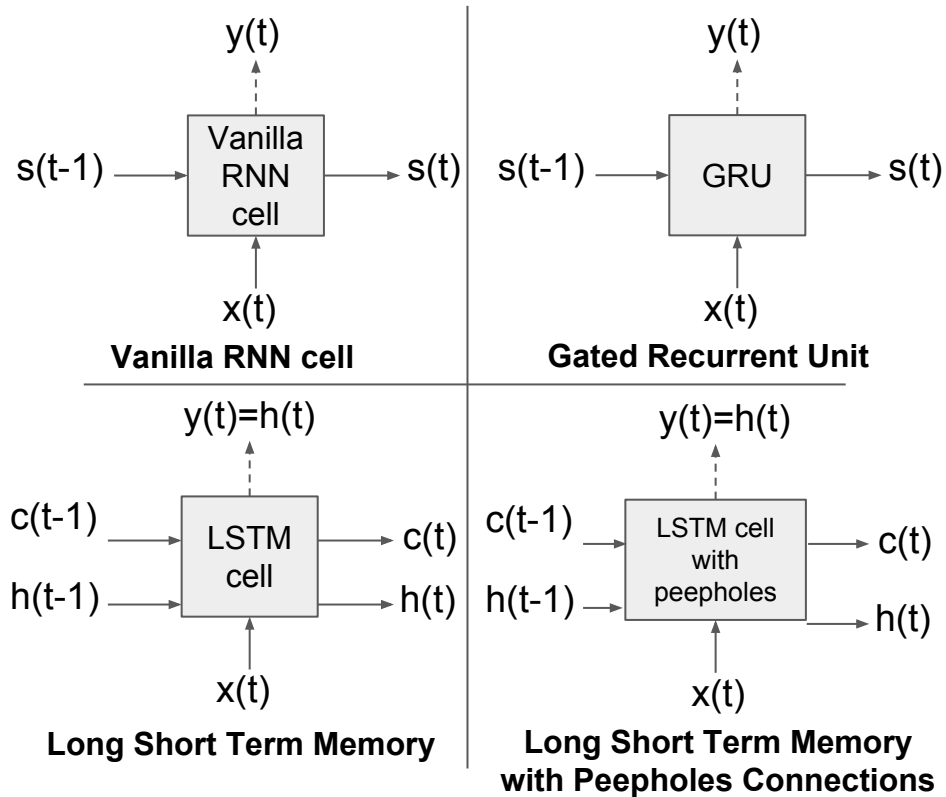 y(t)
Vanilla
RNN
cell
s(t-1)
s(t)
x(t)
Vanilla RNN cell
y(t)
GRU
s(t-1)
s(t)
x(t)
Gated Recurrent Unit
y(t)=h(t)
c(t-1)
h(t-1)
LSTM
cell
c(t)
h(t)
x(t)
Long Short Term Memory
y(t)=h(t)
c(t-1)
h(t-1)
LSTM cell
with
peepholes
c(t)
h(t)
x(t)
Long Short Term Memory
with Peepholes Connections